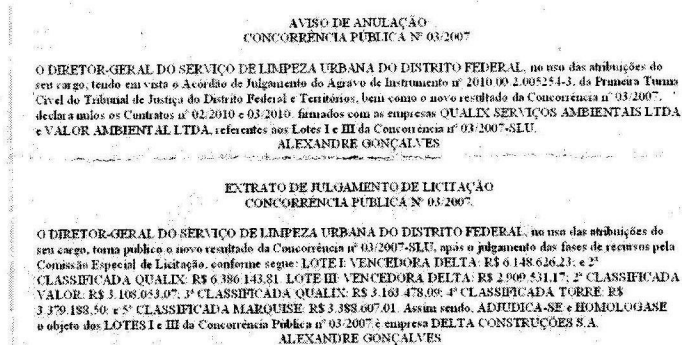 AVISO DE ANULAÇÃO
CONCORRÊNCIA PÚBLICA Nº 03/2007
O DIRETOR-GERAL DO SERVIÇO DE LIMPEZA URBANA DO DISTRITO FEDERAL, no uso das atribuições do
seu cargo, tendo em vista o Acórdão de Julgamento do Agravo de Instrumento nº 2010.00.2.005254-3, da Primeira Turma
Cível do Tribunal de Justiça do Distrito Federal e Territórios, bem como o novo resultado da Concorrência nº 03/2007,
declara nulos os Contratos nº 02/2010 e 03/2010, firmados com as empresas QUALIX SERVIÇOS AMBIENTAIS LTDA
e VALOR AMBIENTAL LTDA, referentes aos Lotes I e III da Concorrência nº 03/2007-SLU.
ALEXANDRE GONÇALVES
EXTRATO DE JULGAMENTO DE LICITAÇÃO
CONCORRÊNCIA PÚBLICA Nº 03/2007.
O DIRETOR-GERAL DO SERVIÇO DE LIMPEZA URBANA DO DISTRITO FEDERAL, no uso das atribuições do
seu cargo, torna publico o novo resultado da Concorrência nº 03/2007-SLU, após o julgamento das fases de recursos pela
Comissão Especial de Licitação, conforme segue: LOTE I: VENCEDORA DELTA: R$ 6.148.626,23; e 2ª
CLASSIFICADA QUALIX: R$ 6.386.143,81. LOTE III: VENCEDORA DELTA: R$ 2.909.531,17; 2ª CLASSIFICADA
VALOR: R$ 3.108.053,07; 3ª CLASSIFICADA QUALIX: R$ 3.163.478,09; 4ª CLASSIFICADA TORRE: R$
3.379.188,50; e 5ª CLASSIFICADA MARQUISE: R$ 3.388.607,01. Assim sendo, ADJUDICA-SE e HOMOLOGASE
o objeto dos LOTES I e III da Concorrência Pública nº 03/2007 à empresa DELTA CONSTRUÇÕES S.A.
ALEXANDRE GONÇALVES